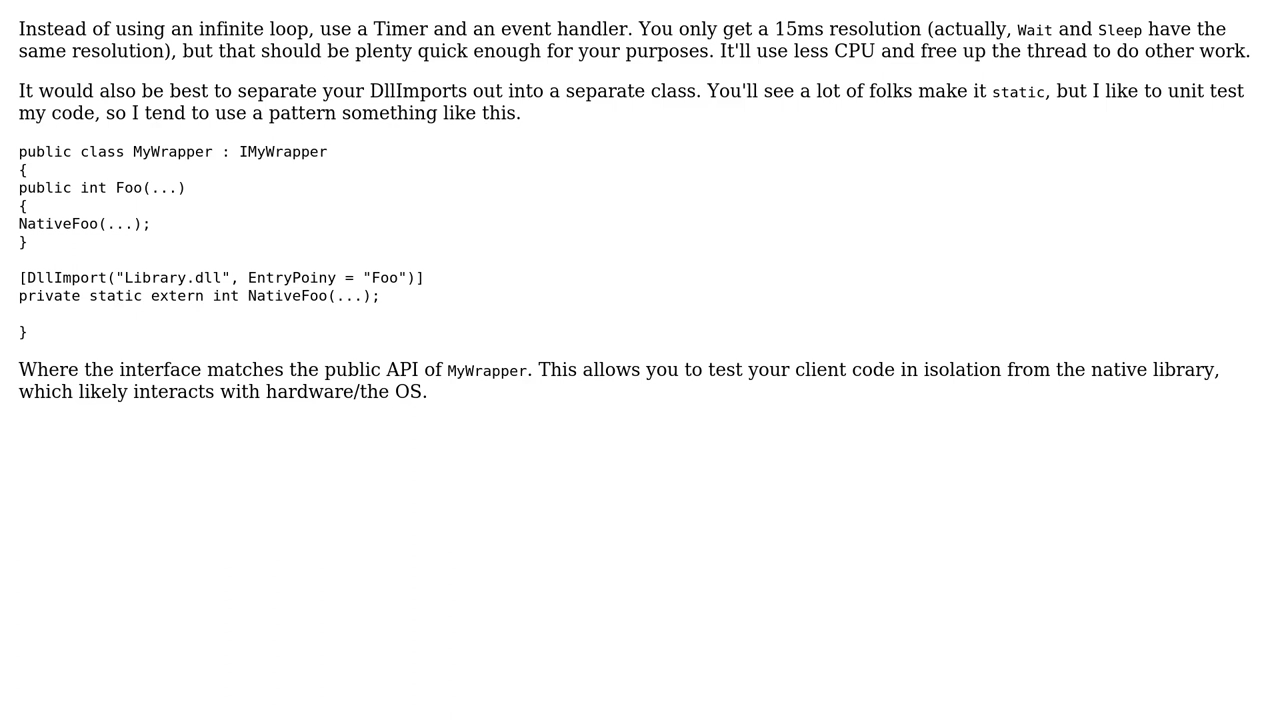 Instead of using an infinite loop, use a Timer and an event handler. You only get a 15ms resolution (actually, Wait and Sleep have the
same resolution), but that should be plenty quick enough for your purposes. It'll use less CPU and free up the thread to do other work.
It would also be best to separate your DllImports out into a separate class. You'll see a lot of folks make it static, but I like to unit test
my code, so I tend to use a pattern something like this.
public class MyWrapper : IMyWrapper
{
public int Foo(...)
{
NativeFoo(...);
}
[DllImport("Library.dll", EntryPoiny = "Foo")]
private static extern int NativeFoo(...);
}
Where the interface matches the public API of MyWrapper. This allows you to test your client code in isolation from the native library,
which likely interacts with hardware/the OS.